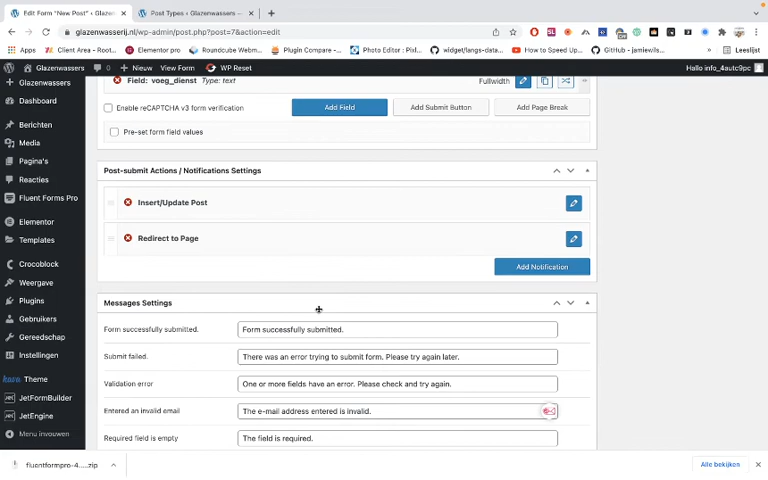 Edit Form "New Post" ‹ Glazen
Post Types ‹ Glazenwasserij –
glazenwasserij.nl/wp-admin/post.php?post=7&action=edit
Apps
Client Area - Root...
Elementor pro
Roundcube Webm...
Plugin Compare -...
Photo Editor : Pixl...
widget/langs-data...
How to Speed Up...
GitHub - jamiewils...
»
Leeslijst
Glazenwassers
0
Nieuw
View Form
WP Reset
Hallo info_4autc9pc
Glazenwassers
Dashboard
Berichten
Media
Pagina's
Reacties
Fluent Forms Pro
Elementor
Templates
Crocoblock
Weergave
Plugins
Gebruikers
Gereedschap
Instellingen
kava Theme
JetFormBuilder
JetEngine
Menu invouwen
Field: voeg_dienst Type: text
Fullwidth
Enable reCAPTCHA v3 form verification
Add Field
Add Submit Button
Add Page Break
Pre-set form field values
Post-submit Actions / Notifications Settings
Insert/Update Post
Redirect to Page
Add Notification
Messages Settings
Form successfully submitted.
Form successfully submitted.
Submit failed.
There was an error trying to submit form. Please try again later.
Validation error
One or more fields have an error. Please check and try again.
Entered an invalid email
The e-mail address entered is invalid.
Required field is empty
The field is required.
fluentformpro-4.....zip
Alle bekijken